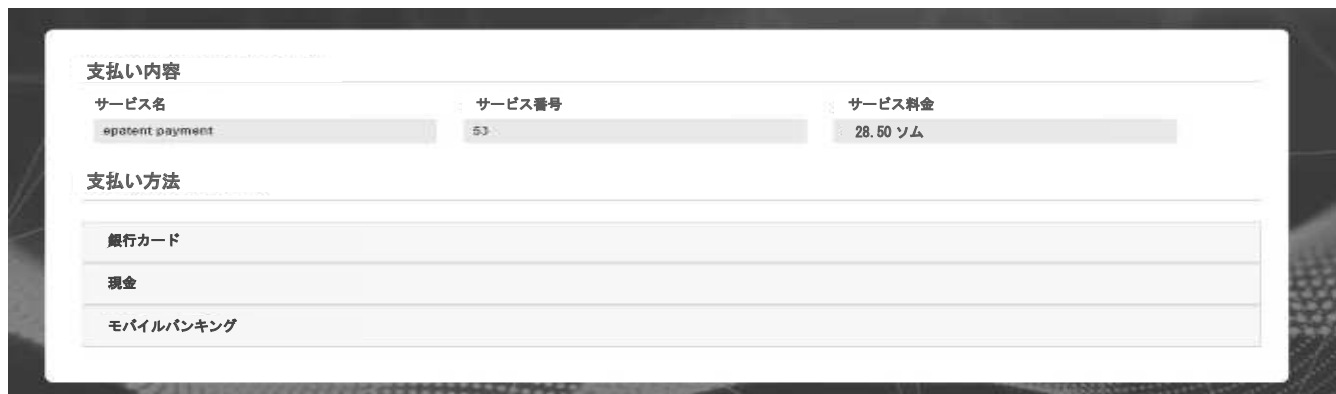 支払い内容
サービス名 サービス番号 サービス料金
epatent payment 53 28.50 ソム
支払い方法
銀行カード
現金
モバイルバンキング